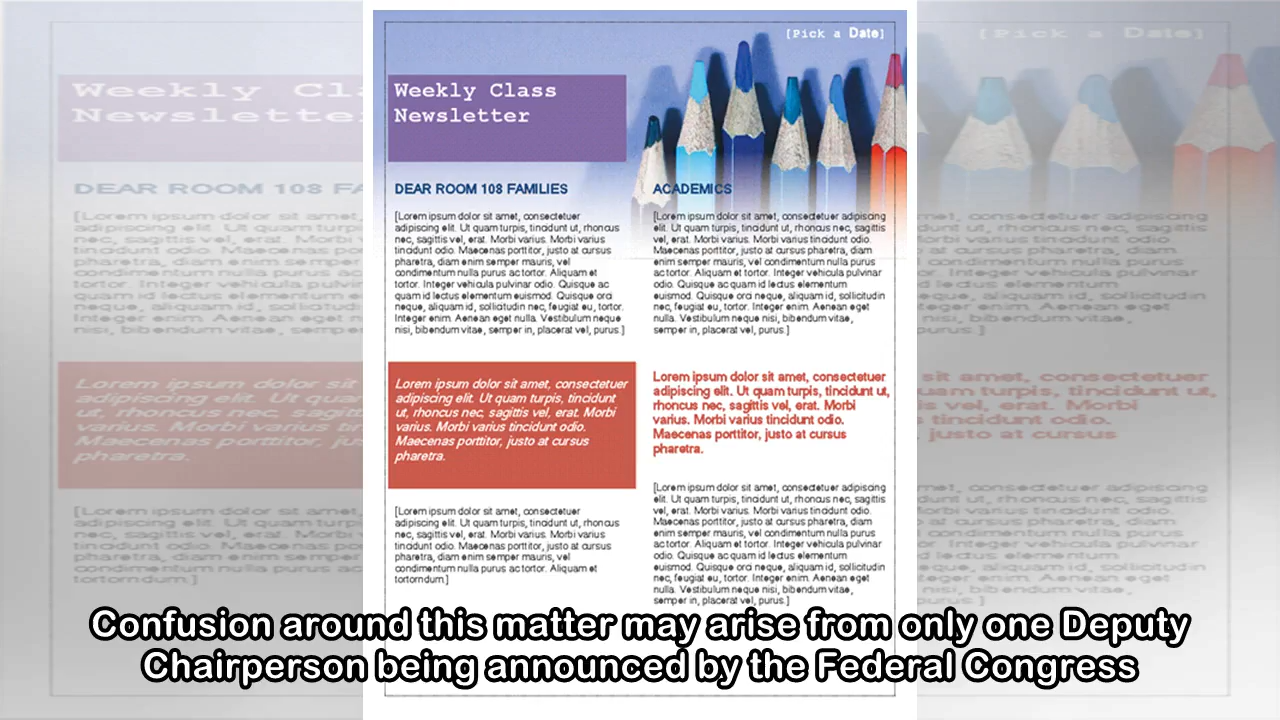 [Pick a Date]
Weekly Class
Newsletter
DEAR ROOM 108 FAMILIES
[Lorem ipsum dolor sit amet, consectetuer
adipiscing elit. Ut quam turpis, tincidunt ut, rhoncus
nec, sagittis vel, erat. Morbi varius. Morbi varius
tincidunt odio. Maecenas porttitor, justo at cursus
pharetra, diam enim semper mauris, vel
condimentum nulla purus ac tortor. Aliquam et
tortor. Integer vehicula pulvinar odio. Quisque ac
quam id lectus elementum euismod. Quisque orci
neque, aliquam id, sollicitudin nec, feugiat eu, tortor.
Integer enim. Aenean eget nulla. Vestibulum neque
nisi, bibendum vitae, semper in, placerat vel, purus.]
Lorem ipsum dolor sit amet, consectetuer
adipiscing elit. Ut quam turpis, tincidunt
ut, rhoncus nec, sagittis vel, erat. Morbi
varius. Morbi varius tincidunt odio.
Maecenas porttitor, justo at cursus
pharetra.
[Lorem ipsum dolor sit amet, consectetuer
adipiscing elit. Ut quam turpis, tincidunt ut, rhoncus
nec, sagittis vel, erat. Morbi varius. Morbi varius
tincidunt odio. Maecenas porttitor, justo at cursus
pharetra, diam enim semper mauris, vel
condimentum nulla purus ac tortor. Aliquam et
tortorndum.]
ACADEMICS
[Lorem ipsum dolor sit amet, consectetuer adipiscing
elit. Ut quam turpis, tincidunt ut, rhoncus nec, sagittis
vel, erat. Morbi varius. Morbi varius tincidunt odio.
Maecenas porttitor, justo at cursus pharetra, diam
enim semper mauris, vel condimentum nulla purus
ac tortor. Aliquam et tortor. Integer vehicula pulvinar
odio. Quisque ac quam id lectus elementum
euismod. Quisque orci neque, aliquam id, sollicitudin
nec, feugiat eu, tortor. Integer enim. Aenean eget
nulla. Vestibulum neque nisi, bibendum vitae,
semper in, placerat vel, purus.]
Lorem ipsum dolor sit amet, consectetuer
adipiscing elit. Ut quam turpis, tincidunt ut,
rhoncus nec, sagittis vel, erat. Morbi
varius. Morbi varius tincidunt odio.
Maecenas porttitor, justo at cursus
pharetra.
[Lorem ipsum dolor sit amet, consectetuer adipiscing
elit. Ut quam turpis, tincidunt ut, rhoncus nec, sagittis
vel, erat. Morbi varius. Morbi varius tincidunt odio.
Maecenas porttitor, justo at cursus pharetra, diam
enim semper mauris, vel condimentum nulla purus
ac tortor. Aliquam et tortor. Integer vehicula pulvinar
odio. Quisque ac quam id lectus elementum
euismod. Quisque orci neque, aliquam id, sollicitudin
nec, feugiat eu, tortor. Integer enim. Aenean eget
nulla. Vestibulum neque nisi, bibendum vitae,
semper in, placerat vel, purus.]
Confusion around this matter may arise from only one Deputy
Chairperson being announced by the Federal Congress